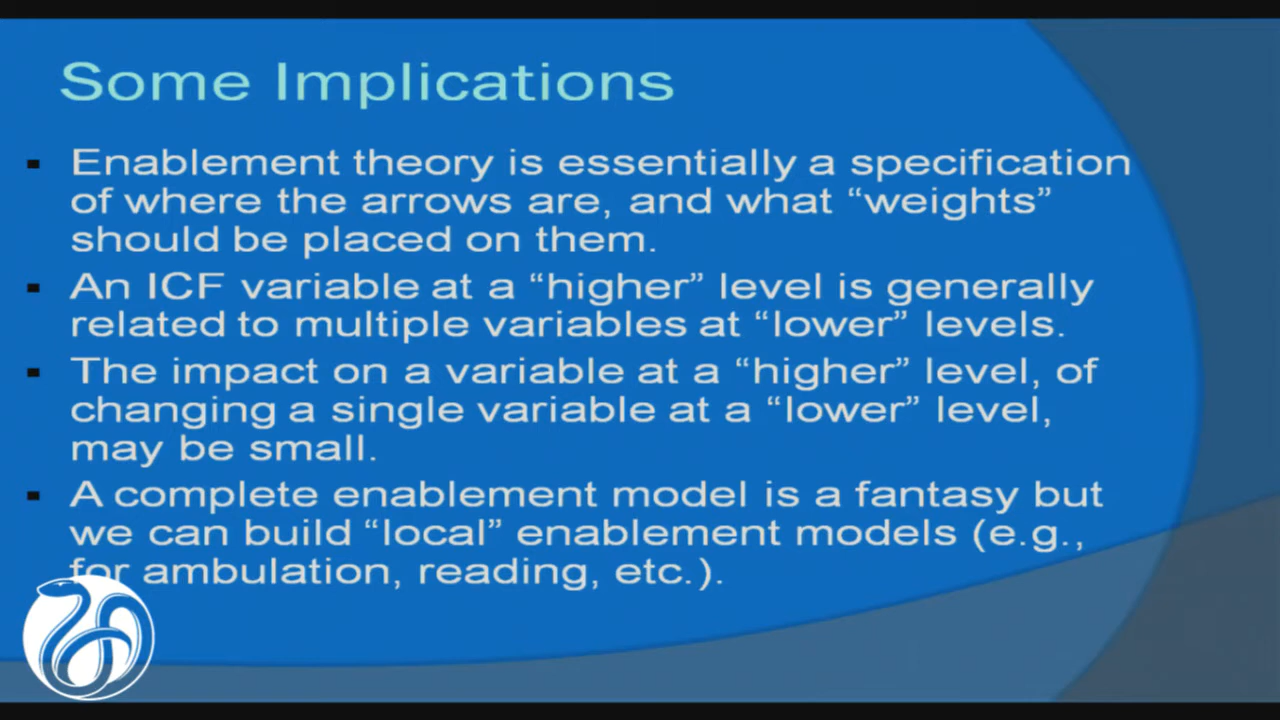 Some Implications
▪ Enablement theory is essentially a specification
of where the arrows are, and what “weights”
should be placed on them.
▪ An ICF variable at a “higher” level is generally
related to multiple variables at “lower” levels.
▪ The impact on a variable at a “higher” level, of
changing a single variable at a “lower” level,
may be small.
▪ A complete enablement model is a fantasy but
we can build “local” enablement models (e.g.,
for ambulation, reading, etc.).